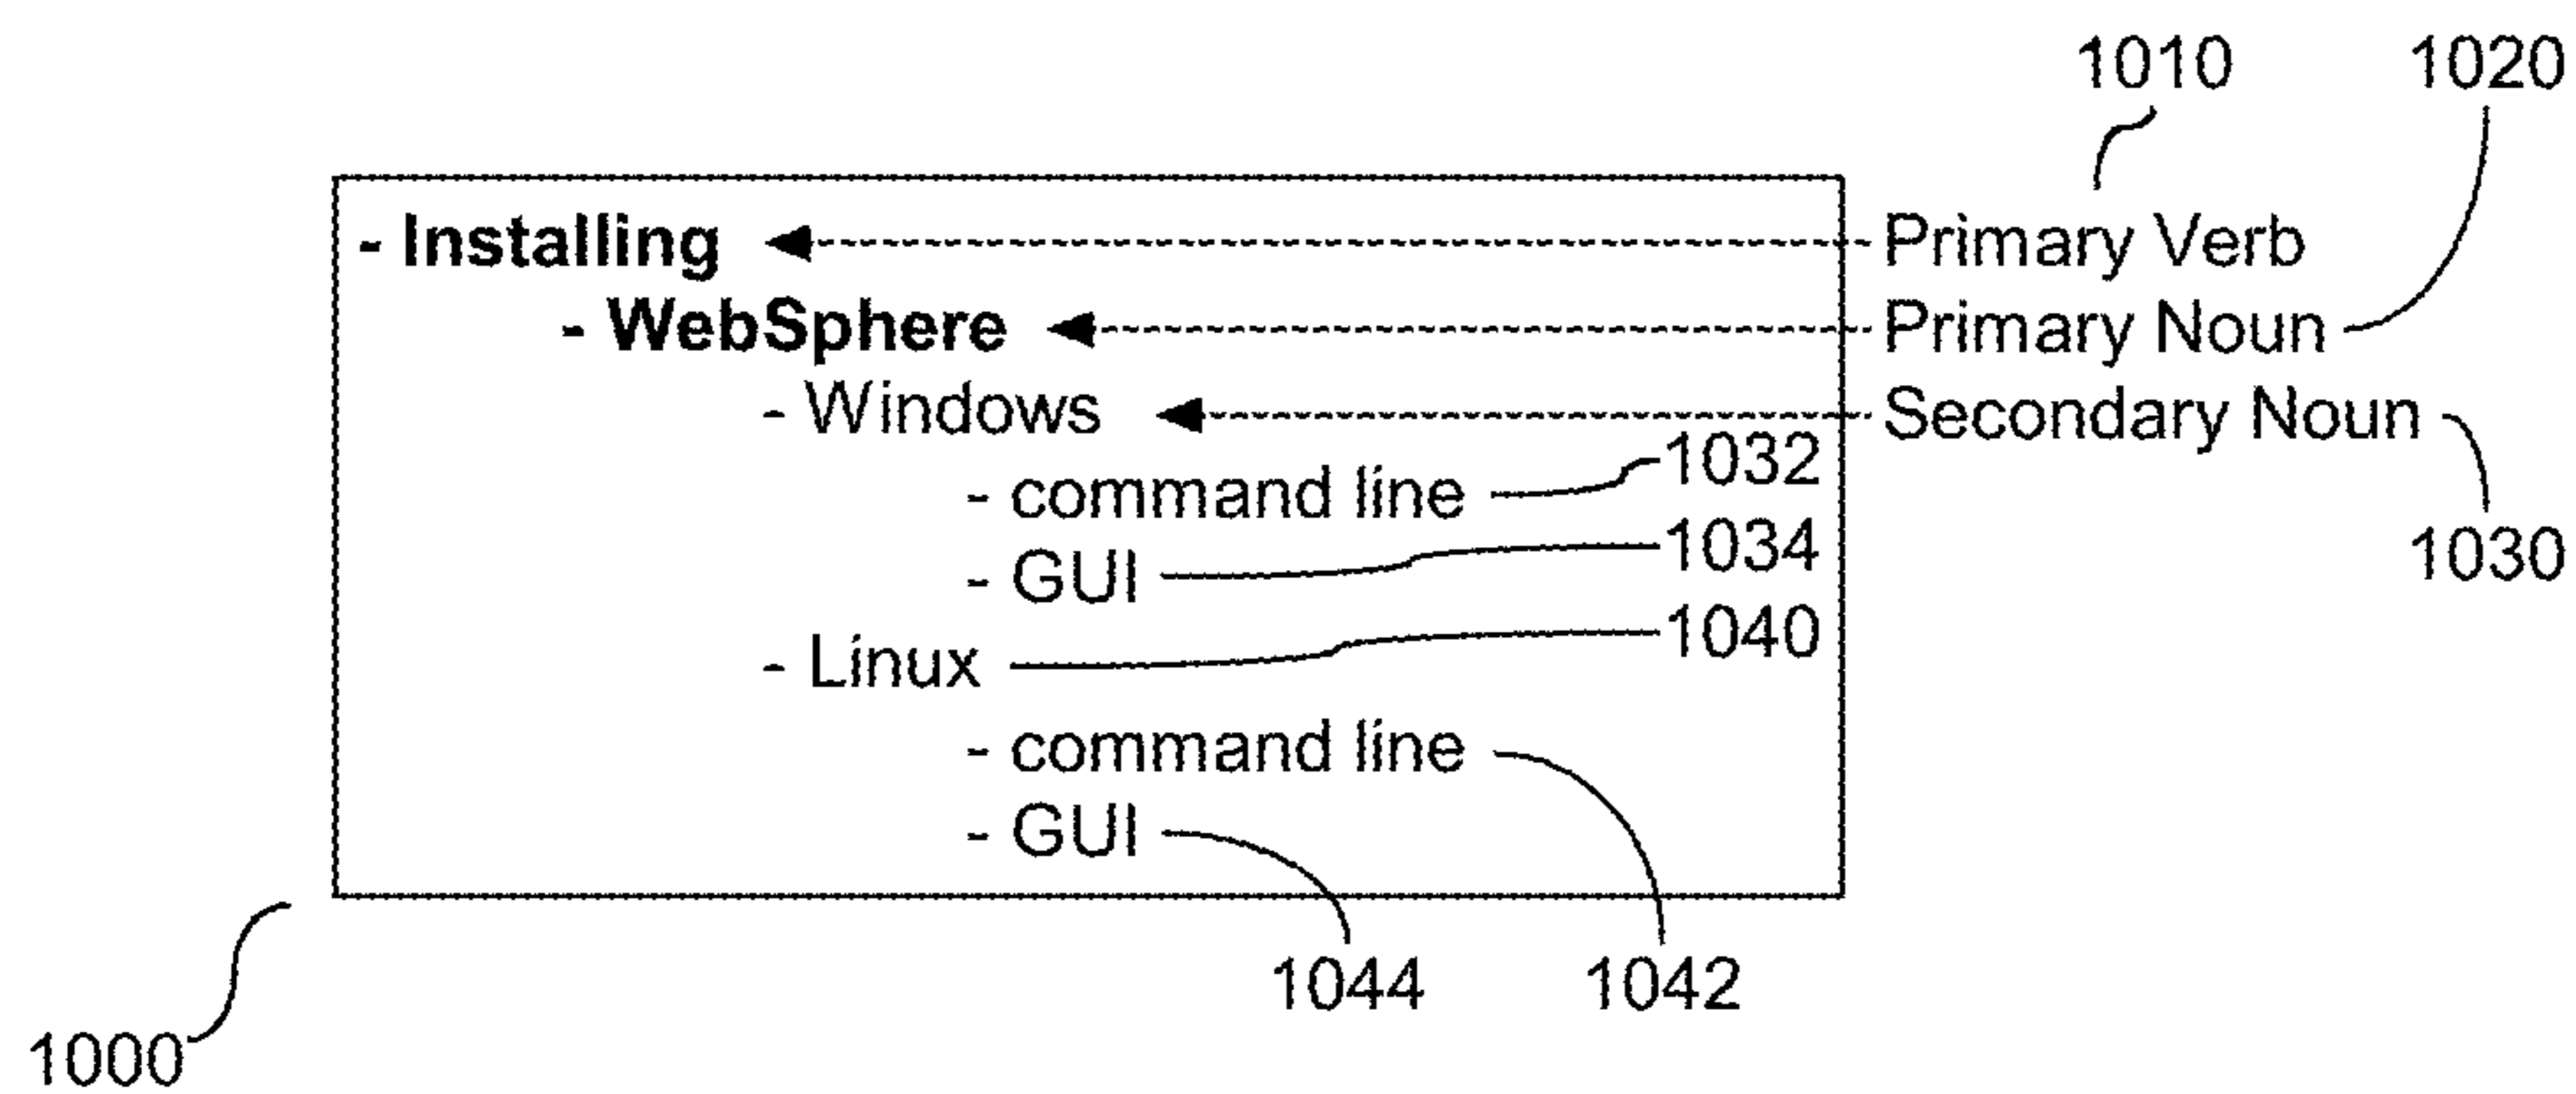 1010 1020
- Installing Primary Verb
- WebSphere Primary Noun
- Windows Secondary Noun
- command line 1032
- GUI 1034
1030
- Linux 1040
- command line
- GUI
1044 1042
1000